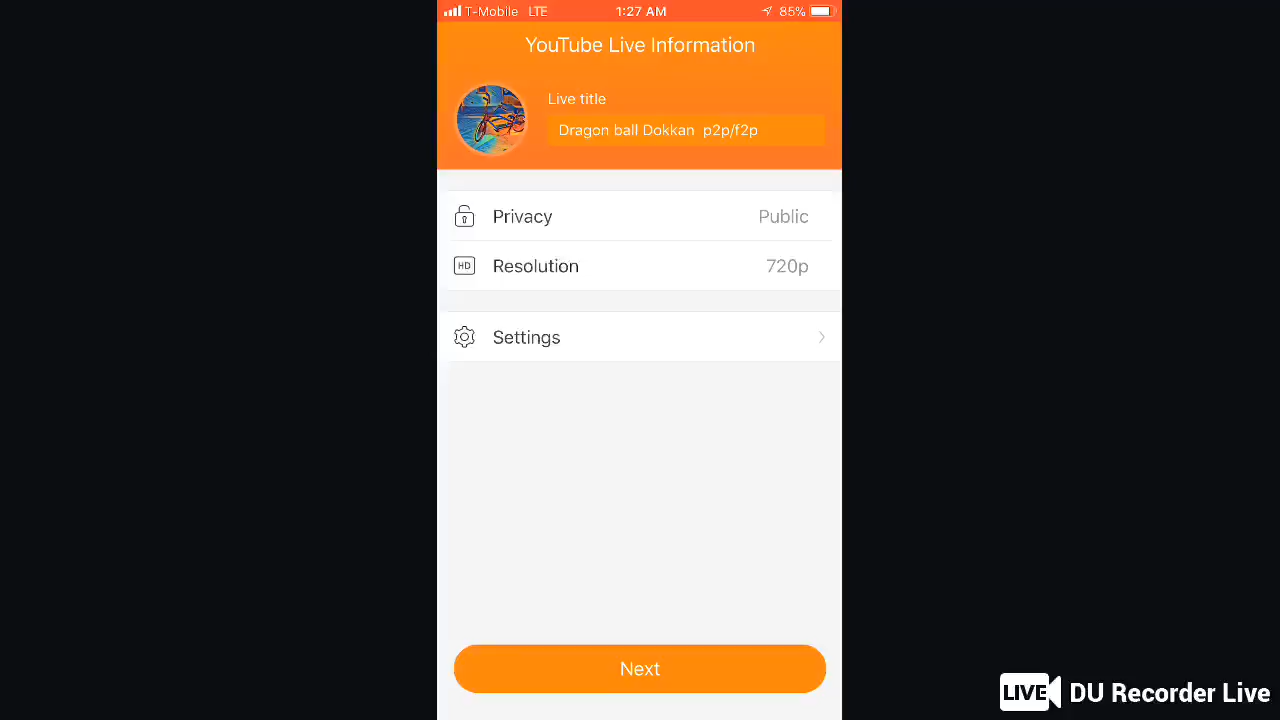 T-Mobile LTE 1:27 AM 85%
YouTube Live Information
Live title
Dragon ball Dokkan p2p/f2p
Privacy Public
HD Resolution 720p
Settings
Next
LIVE DU Recorder Live